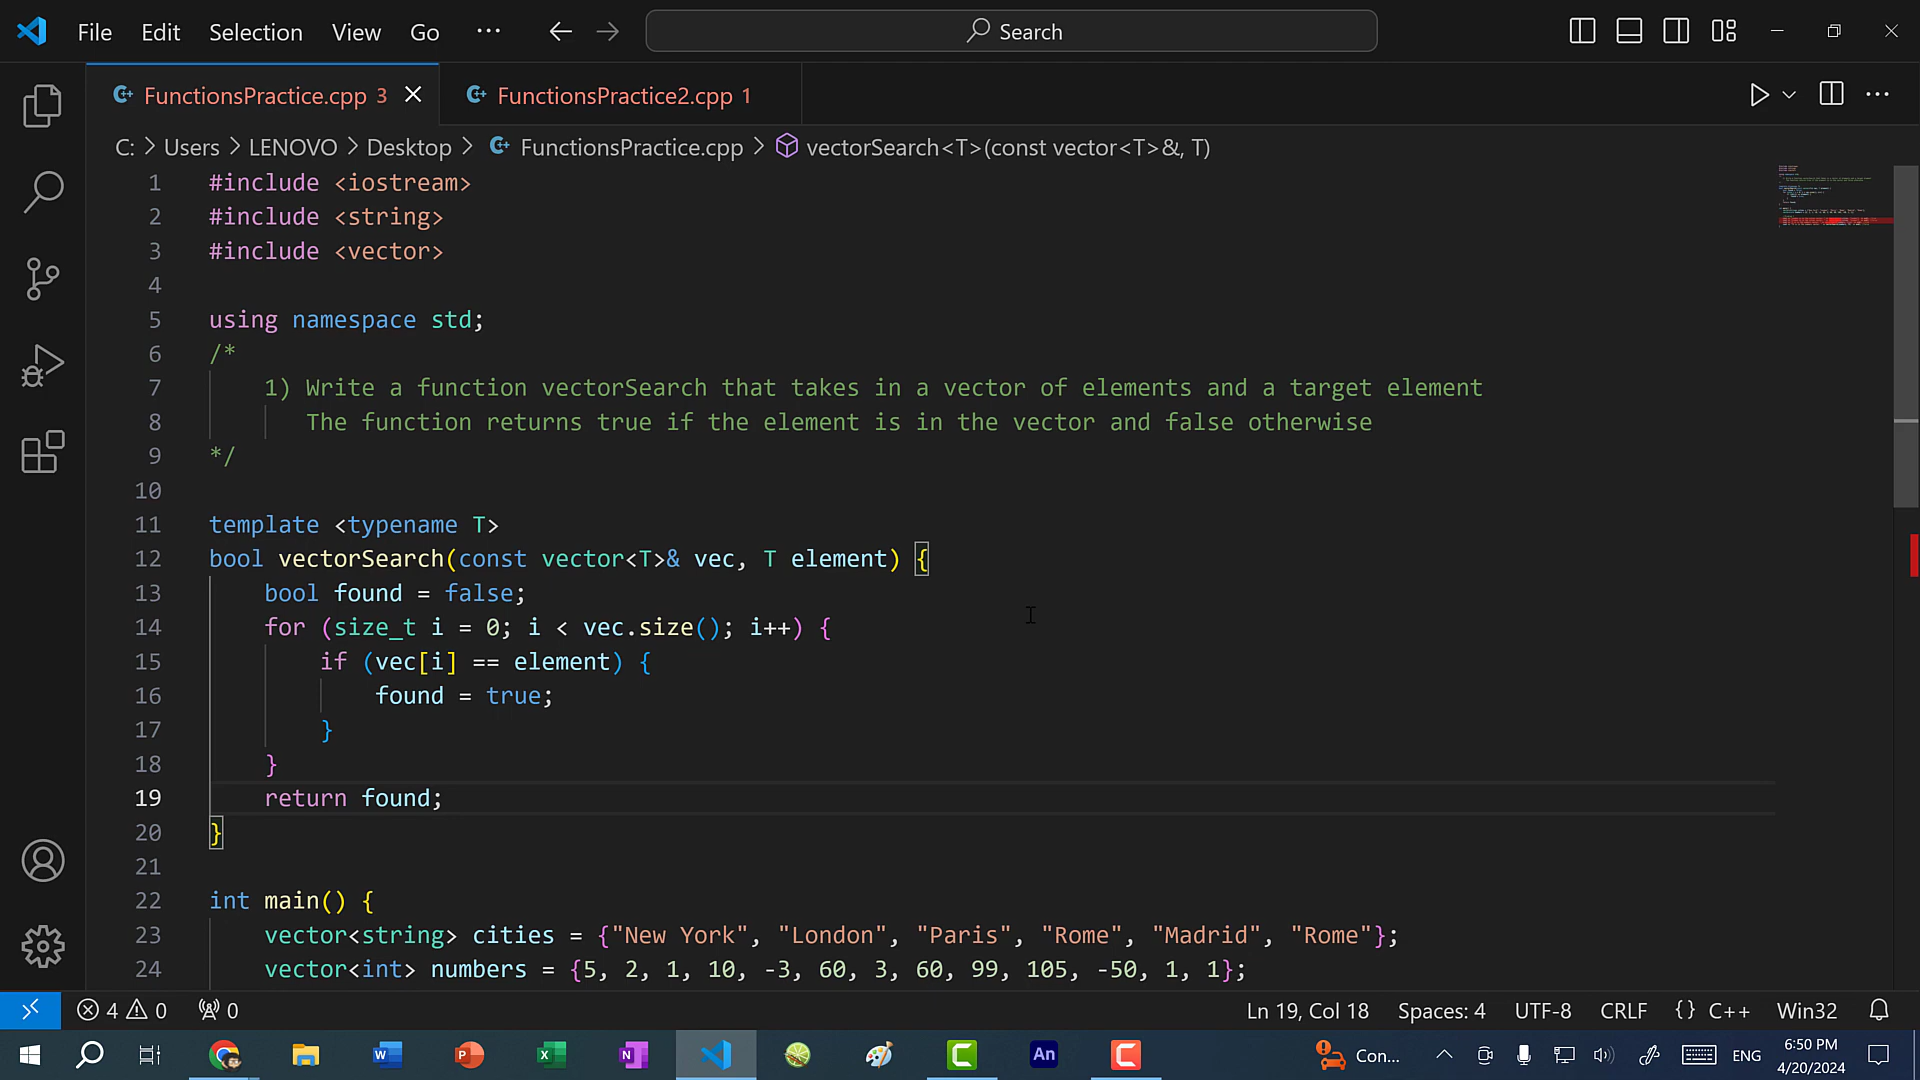 File Edit Selection View Go ... Search
FunctionsPractice.cpp 3 FunctionsPractice2.cpp 1
C: > Users > LENOVO > Desktop > FunctionsPractice.cpp > vectorSearch<T>(const vector<T>&, T)
1 #include <iostream>
2 #include <string>
3 #include <vector>
4
5 using namespace std;
6 /*
7 1) Write a function vectorSearch that takes in a vector of elements and a target element
8 The function returns true if the element is in the vector and false otherwise
9 */
10
11 template <typename T>
12 bool vectorSearch(const vector<T>& vec, T element) {
13 bool found = false;
14 for (size_t i = 0; i < vec.size(); i++) {
15 if (vec[i] == element) {
16 found = true;
17 }
18 }
19 return found;
20 }
21
22 int main() {
23 vector<string> cities = {"New York", "London", "Paris", "Rome", "Madrid", "Rome"};
24 vector<int> numbers = {5, 2, 1, 10, -3, 60, 3, 60, 99, 105, -50, 1, 1};
4 0 0 Ln 19, Col 18 Spaces: 4 UTF-8 CRLF {} C++ Win32
Con... ENG 6:50 PM
4/20/2024